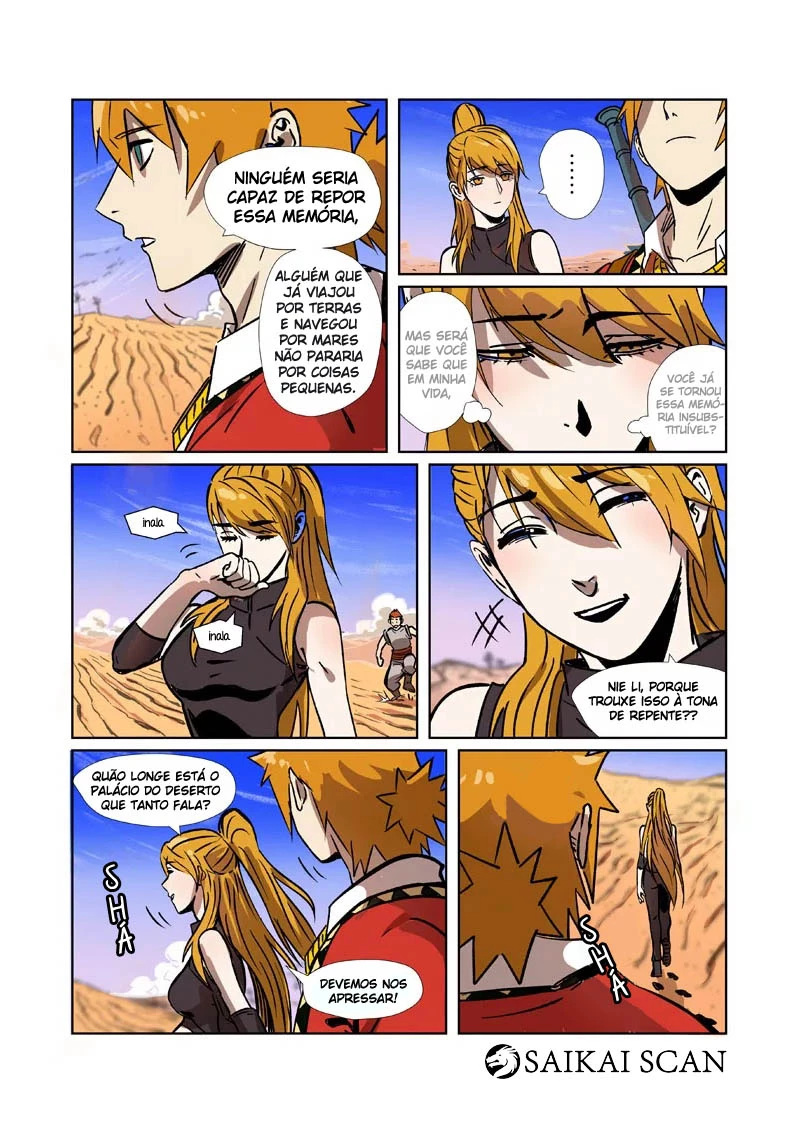 NINGUÉM SERIA
CAPAZ DE REPOR
ESSA MEMÓRIA,
ALGUÉM QUE
JÁ VIAJOU
POR TERRAS
E NAVEGOU
POR MARES
NÃO PARARIA
POR COISAS
PEQUENAS.
......
MAS SERÁ
QUE VOCÊ
SABE QUE
EM MINHA
VIDA,
VOCÊ JÁ
SE TORNOU
ESSA MEMÓ-
RIA INSUBS-
TITUÍVEL?
inala
inala
NIE LI, PORQUE
TROUXE ISSO À TONA
DE REPENTE??
QUÃO LONGE ESTÁ O
PALÁCIO DO DESERTO
QUE TANTO FALA?
SHÁ
DEVEMOS NOS
APRESSAR!
SHÁ
SAIKAI SCAN